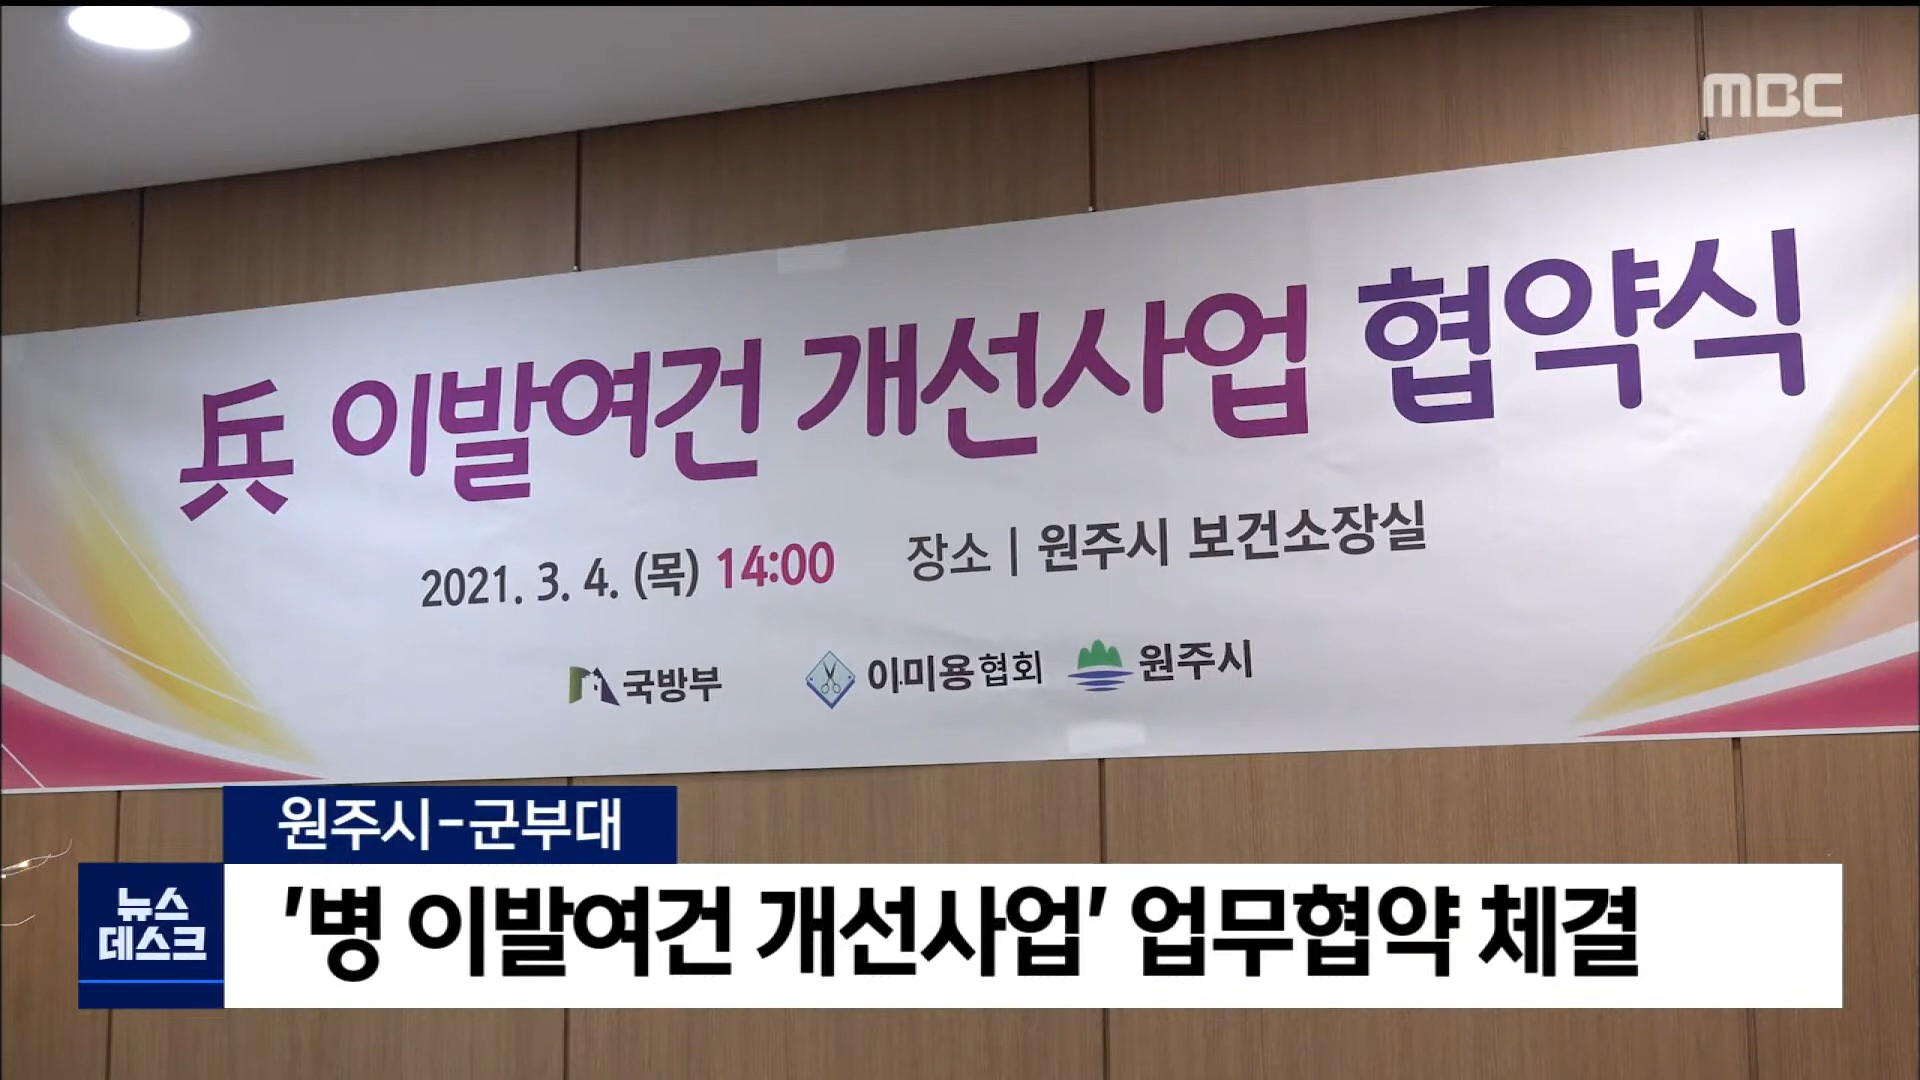 MBC
兵 이발여건 개선사업 협약식
2021. 3. 4. (목) 14:00 장소 | 원주시 보건소장실
국방부 이.미용협회 원주시
원주시-군부대
뉴스
데스크
'병 이발여건 개선사업' 업무협약 체결